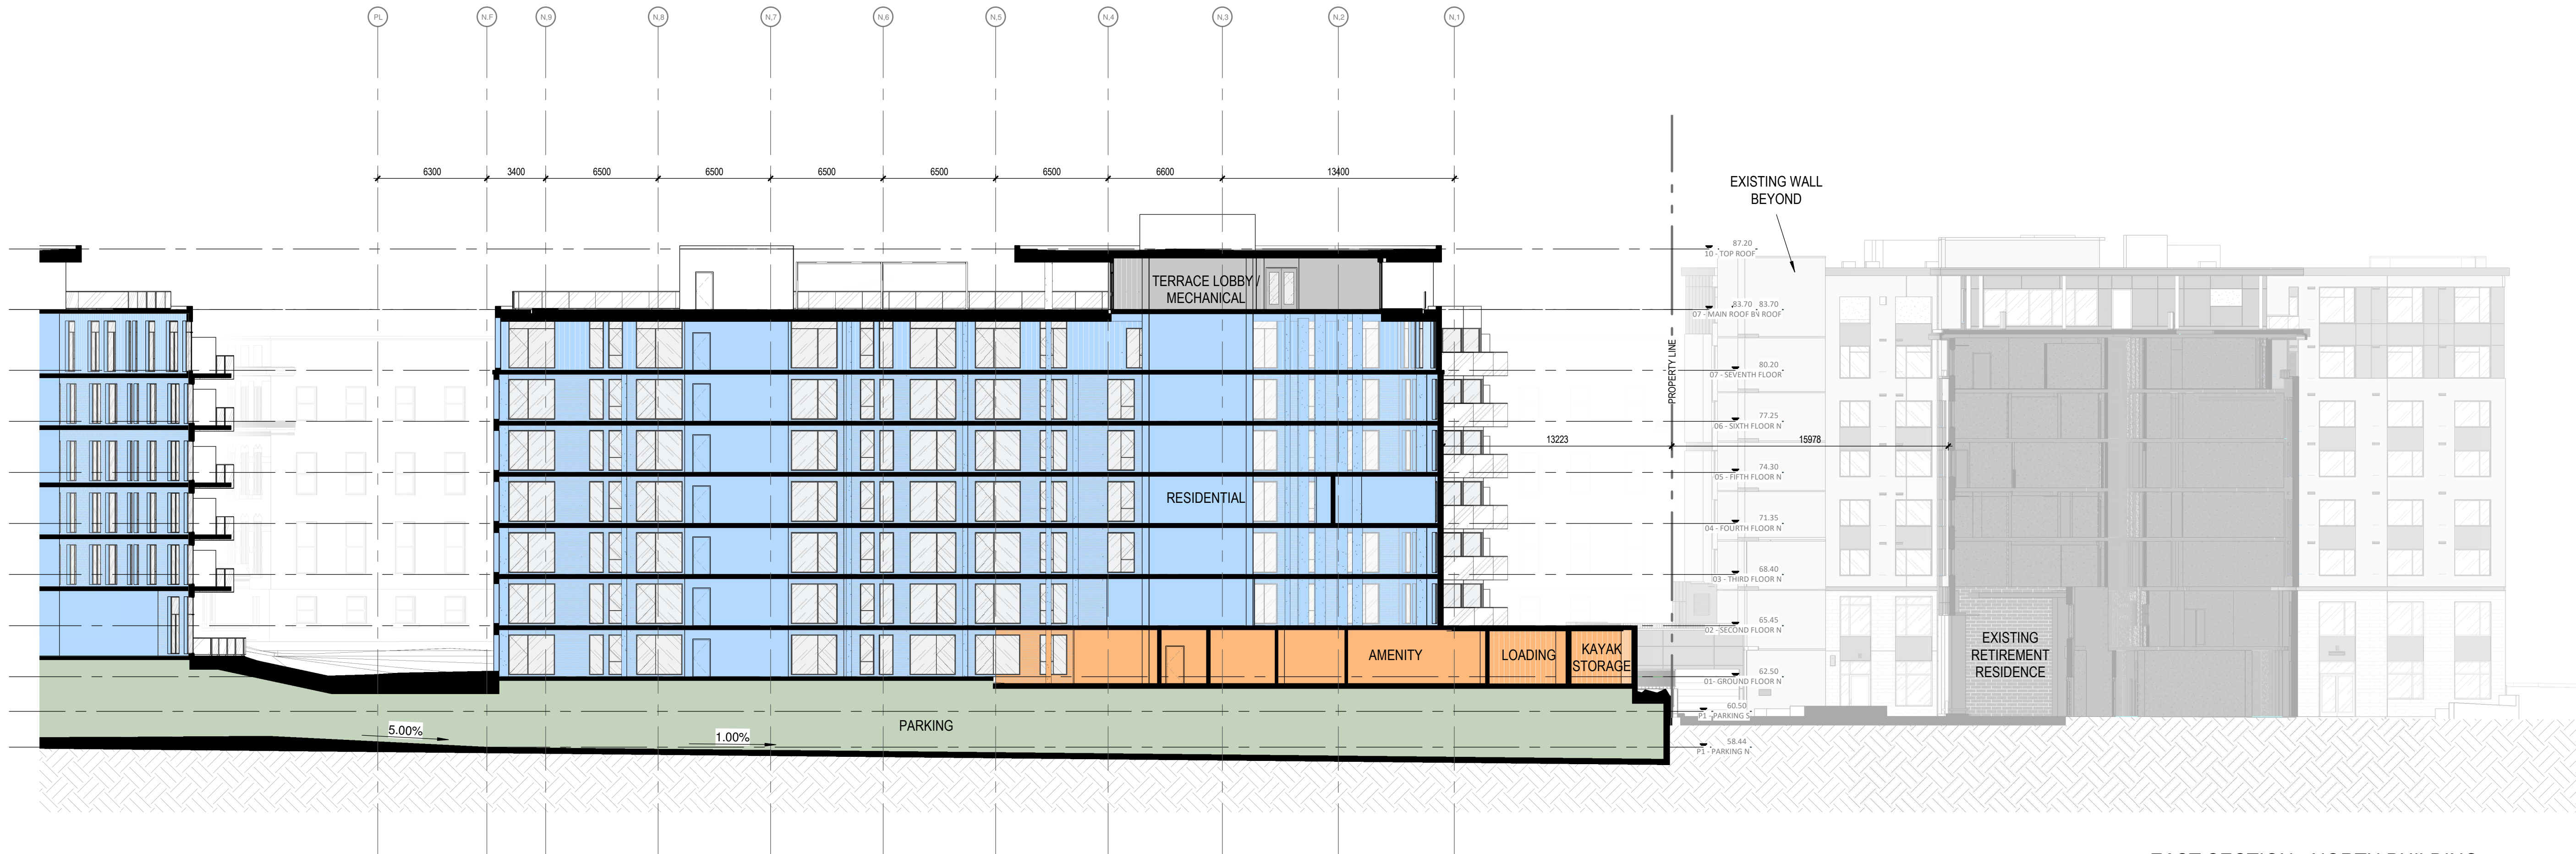 PL
N.F
N,9
N,8
N,7
N,6
N,5
N,4
N,3
N,2
N,1
6300
3400
6500
6500
6500
6500
6500
6600
13400
EXISTING WALL
BEYOND
87.20
10 - TOP ROOF
TERRACE LOBBY /
MECHANICAL
83.70 83.70
07 - MAIN ROOF BN ROOF
PROPERTY LINE
80.20
07 - SEVENTH FLOOR
77.25
06 - SIXTH FLOOR N
13223
15978
74.30
05 - FIFTH FLOOR N
RESIDENTIAL
71.35
04 - FOURTH FLOOR N
68.40
03 - THIRD FLOOR N
65.45
02 - SECOND FLOOR N
AMENITY
LOADING
KAYAK
STORAGE
EXISTING
RETIREMENT
RESIDENCE
62.50
01- GROUND FLOOR N
60.50
P1 - PARKING S
PARKING
5.00%
1.00%
58.44
P1 - PARKING N